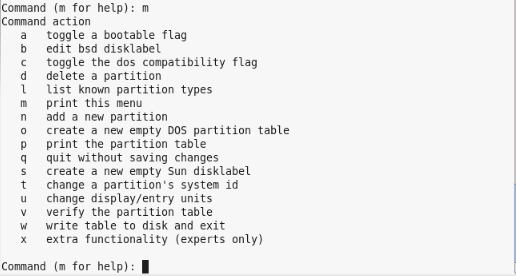 Command (m for help): m
Command action
a toggle a bootable flag
b edit bsd disklabel
c toggle the dos compatibility flag
d delete a partition
l list known partition types
m print this menu
n add a new partition
o create a new empty DOS partition table
p print the partition table
q quit without saving changes
s create a new empty Sun disklabel
t change a partition's system id
u change display/entry units
v verify the partition table
w write table to disk and exit
x extra functionality (experts only)
Command (m for help):